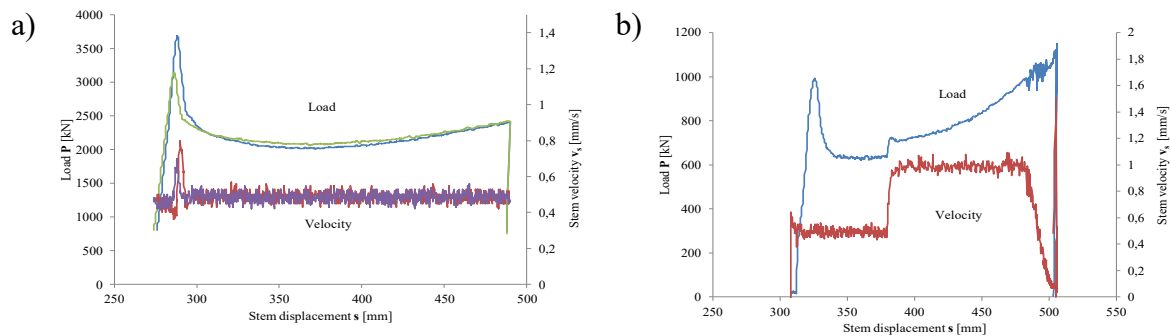 a)
4000
3500
3000
2500
2000
1500
1000
500
0
Load P [kN]
1,4
1,2
1
0,8
0,6
0,4
0,2
0
Stem velocity vs [mm/s]
Load
Velocity
250 300 350 400 450 500
Stem displacement s [mm]
b)
1200
1000
800
600
400
200
0
Load P [kN]
2
1,8
1,6
1,4
1,2
1
0,8
0,6
0,4
0,2
0
Stem velocity vs [mm/s]
Load
Velocity
300 350 400 450 500 550
Stem displacement s [mm]